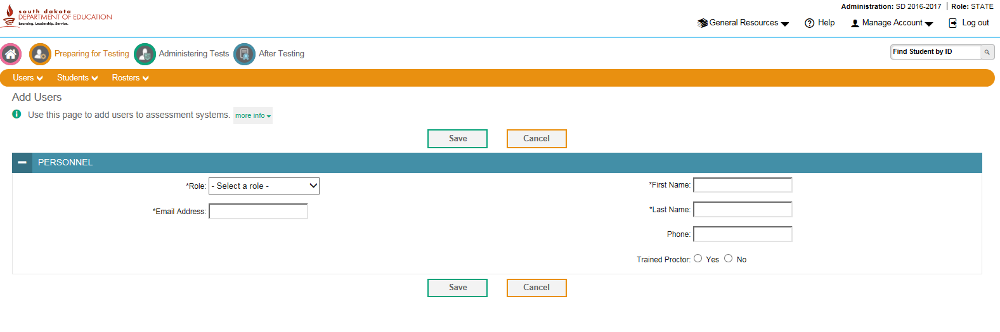 Administration: SD 2016-2017 | Role: STATE
south dakota
DEPARTMENT OF EDUCATION
Learning. Leadership. Service.
General Resources Help Manage Account Log out
Preparing for Testing Administering Tests After Testing Find Student by ID
Users Students Rosters
Add Users
Use this page to add users to assessment systems. more info
Save Cancel
PERSONNEL
*Role: - Select a role - *First Name:
*Email Address: *Last Name:
Phone:
Trained Proctor: Yes No
Save Cancel